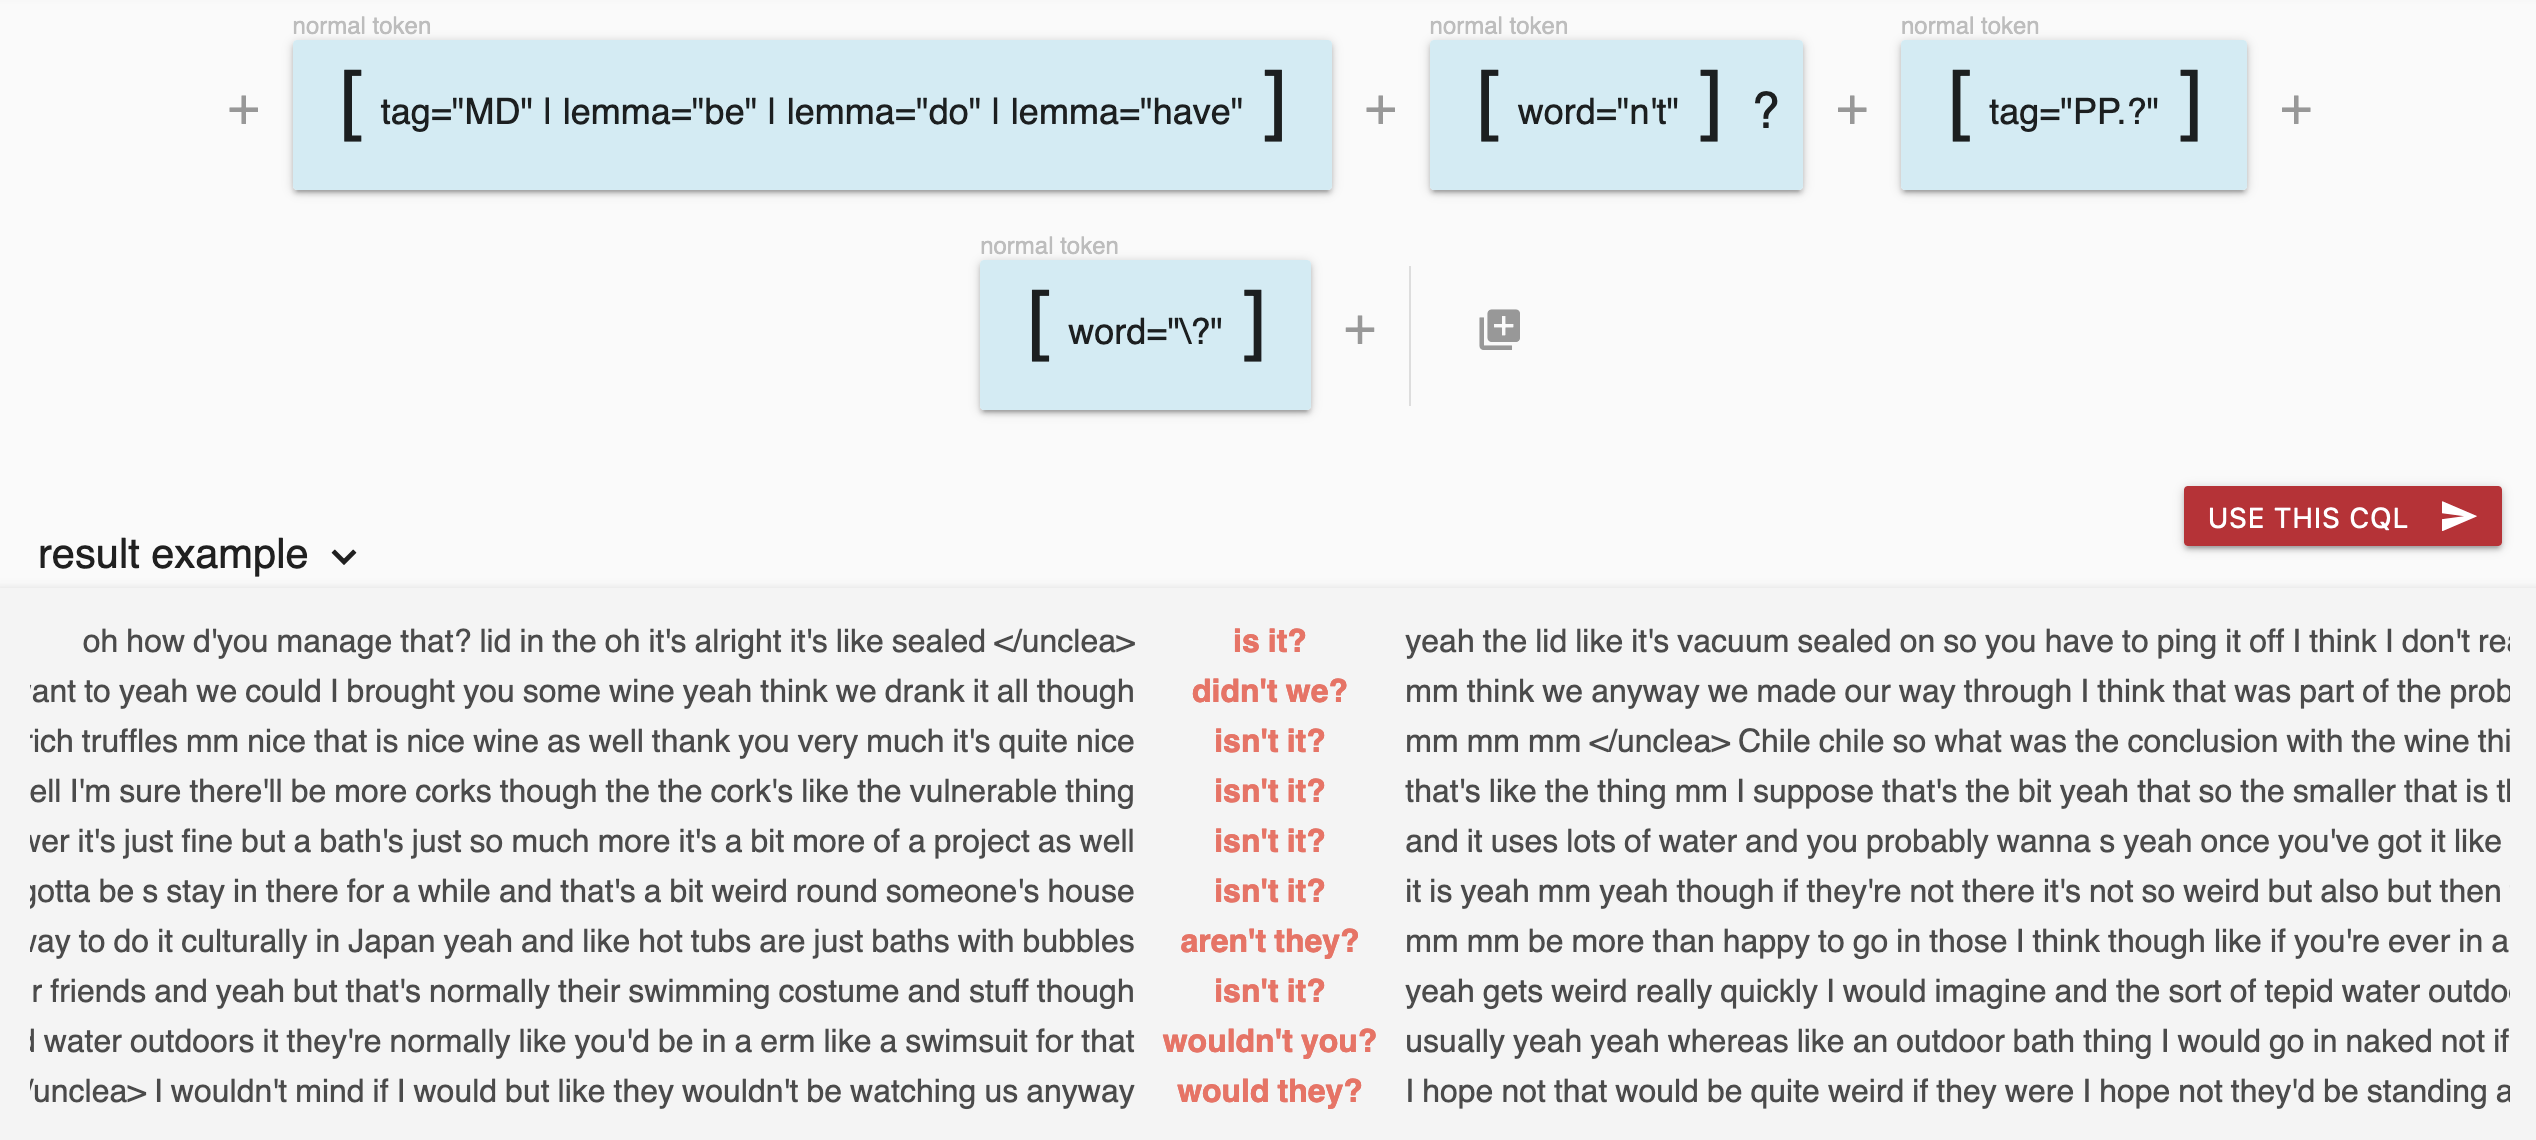 normal token normal token normal token
+ [ tag="MD" | lemma="be" | lemma="do" | lemma="have" ] + [ word="n't" ] ? + [ tag="PP.?" ] +
normal token
[ word="\?" ] +
USE THIS CQL
result example
oh how d'you manage that? lid in the oh it's alright it's like sealed </unclea> is it? yeah the lid like it's vacuum sealed on so you have to ping it off I think I don't
to yeah we could I brought you some wine yeah think we drank it all though didn't we? mm think we anyway we made our way through I think that was part of the prob
truffles mm nice that is nice wine as well thank you very much it's quite nice isn't it? mm mm mm </unclea> Chile chile so what was the conclusion with the wine thi
ell I'm sure there'll be more corks though the the cork's like the vulnerable thing isn't it? that's like the thing mm I suppose that's the bit yeah that so the smaller that is
it's just fine but a bath's just so much more it's a bit more of a project as well isn't it? and it uses lots of water and you probably wanna s yeah once you've got it like
gotta be s stay in there for a while and that's a bit weird round someone's house isn't it? it is yeah mm yeah though if they're not there it's not so weird but also but then
to do it culturally in Japan yeah and like hot tubs are just baths with bubbles aren't they? mm mm be more than happy to go in those I think though like if you're ever in a
r friends and yeah but that's normally their swimming costume and stuff though isn't it? yeah gets weird really quickly I would imagine and the sort of tepid water
water outdoors it they're normally like you'd be in a erm like a swimsuit for that wouldn't you? usually yeah yeah whereas like an outdoor bath thing I would go in naked not if
/unclea> I wouldn't mind if I would but like they wouldn't be watching us anyway would they? I hope not that would be quite weird if they were I hope not they'd be standing a